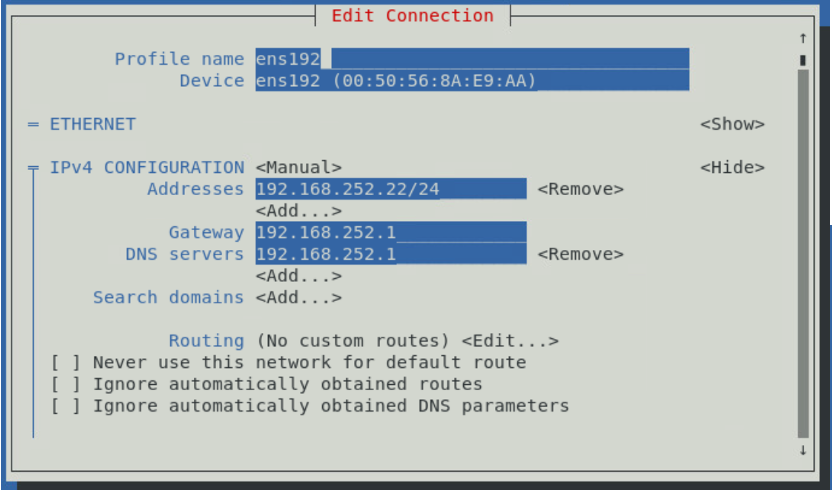 Edit Connection
Profile name ens192
Device ens192 (00:50:56:8A:E9:AA)
= ETHERNET <Show>
IPv4 CONFIGURATION <Manual> <Hide>
Addresses 192.168.252.22/24 <Remove>
<Add...>
Gateway 192.168.252.1
DNS servers 192.168.252.1 <Remove>
<Add...>
Search domains <Add...>
Routing (No custom routes) <Edit...>
[ ] Never use this network for default route
[ ] Ignore automatically obtained routes
[ ] Ignore automatically obtained DNS parameters